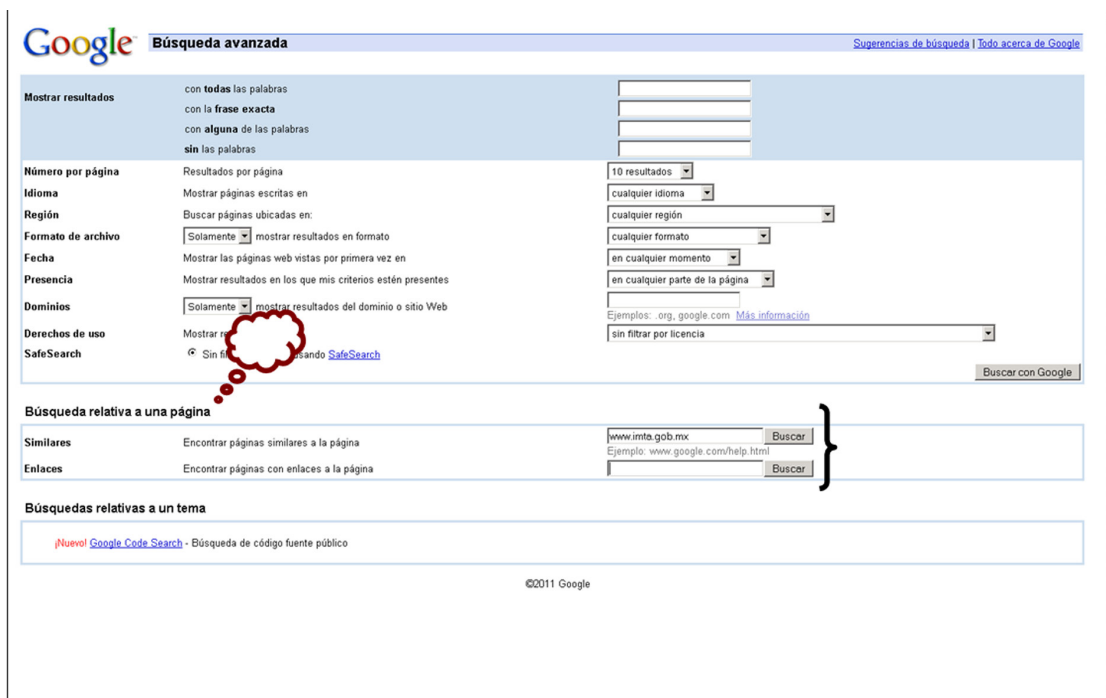 Google Búsqueda avanzada Sugerencias de búsqueda | Todo acerca de Google
Mostrar resultados
con todas las palabras
con la frase exacta
con alguna de las palabras
sin las palabras
Número por página Resultados por página 10 resultados
Idioma Mostrar páginas escritas en cualquier idioma
Región Buscar páginas ubicadas en: cualquier región
Formato de archivo Solamente mostrar resultados en formato cualquier formato
Fecha Mostrar las páginas web vistas por primera vez en en cualquier momento
Presencia Mostrar resultados en los que mis criterios estén presentes en cualquier parte de la página
Dominios Solamente mostrar resultados del dominio o sitio Web
Ejemplos: .org, google.com Más información
Derechos de uso Mostrar sin filtrar por licencia
SafeSearch Sin SafeSearch
Buscar con Google
Búsqueda relativa a una página
Similares Encontrar páginas similares a la página www.imta.gob.mx Buscar
Ejemplo: www.google.com/help.html
Enlaces Encontrar páginas con enlaces a la página Buscar
Búsquedas relativas a un tema
¡Nuevo! Google Code Search - Búsqueda de código fuente público
©2011 Google